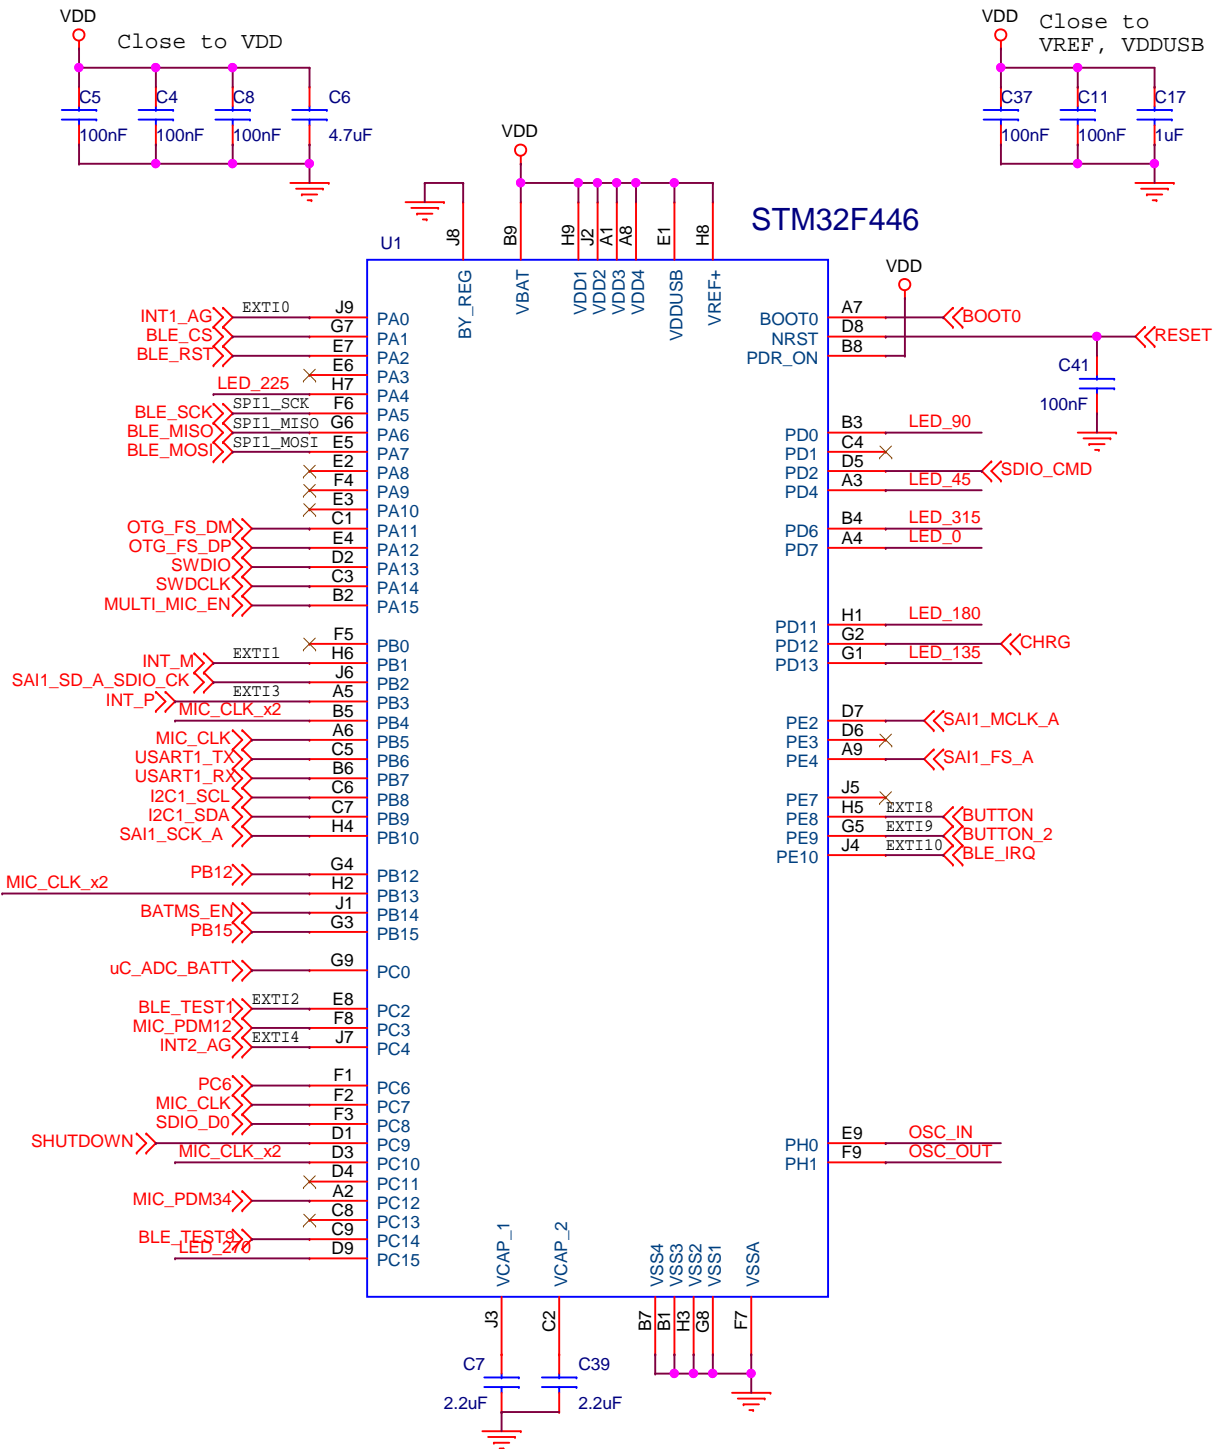 VDD
Close to VDD
C5
C4
C8
C6
100nF
100nF
100nF
4.7uF
VDD
Close to
VREF, VDDUSB
C37
C11
C17
100nF
100nF
1uF
VDD
STM32F446
U1
J8
B9
H9
J2
A1
A8
E1
H8
BY_REG
VBAT
VDD1
VDD2
VDD3
VDD4
VDDUSB
VREF+
INT1_AG EXTI0 J9 PA0
BLE_CS G7 PA1
BLE_RST E7 PA2
E6 PA3
LED_225 H7 PA4
BLE_SCK SPI1_SCK F6 PA5
BLE_MISO SPI1_MISO G6 PA6
BLE_MOSI SPI1_MOSI E5 PA7
E2 PA8
F4 PA9
E3 PA10
OTG_FS_DM C1 PA11
OTG_FS_DP E4 PA12
SWDIO D2 PA13
SWDCLK C3 PA14
MULTI_MIC_EN B2 PA15
F5 PB0
INT_M EXTI1 H6 PB1
SAI1_SD_A_SDIO_CK J6 PB2
INT_P EXTI3 A5 PB3
MIC_CLK_x2 B5 PB4
MIC_CLK A6 PB5
USART1_TX C5 PB6
USART1_RX B6 PB7
I2C1_SCL C6 PB8
I2C1_SDA C7 PB9
SAI1_SCK_A H4 PB10
PB12 G4 PB12
MIC_CLK_x2 H2 PB13
BATMS_EN J1 PB14
PB15 G3 PB15
uC_ADC_BATT G9 PC0
BLE_TEST1 EXTI2 E8 PC2
MIC_PDM12 F8 PC3
INT2_AG EXTI4 J7 PC4
PC6 F1 PC6
MIC_CLK F2 PC7
SDIO_D0 F3 PC8
SHUTDOWN D1 PC9
MIC_CLK_x2 D3 PC10
D4 PC11
MIC_PDM34 A2 PC12
C8 PC13
BLE_TEST9 C9 PC14
LED_270 D9 PC15
VDD
BOOT0 A7 BOOT0
NRST D8 RESET
PDR_ON B8
C41
100nF
PD0 B3 LED_90
PD1 C4
PD2 D5 SDIO_CMD
PD4 A3 LED_45
PD6 B4 LED_315
PD7 A4 LED_0
PD11 H1 LED_180
PD12 G2 CHRG
PD13 G1 LED_135
PE2 D7 SAI1_MCLK_A
PE3 D6
PE4 A9 SAI1_FS_A
PE7 J5
PE8 H5 EXTI8 BUTTON
PE9 G5 EXTI9 BUTTON_2
PE10 J4 EXTI10 BLE_IRQ
PH0 E9 OSC_IN
PH1 F9 OSC_OUT
VCAP_1
VCAP_2
VSS4
VSS3
VSS2
VSS1
VSSA
J3
C2
B7
B1
H3
G8
F7
C7
C39
2.2uF
2.2uF